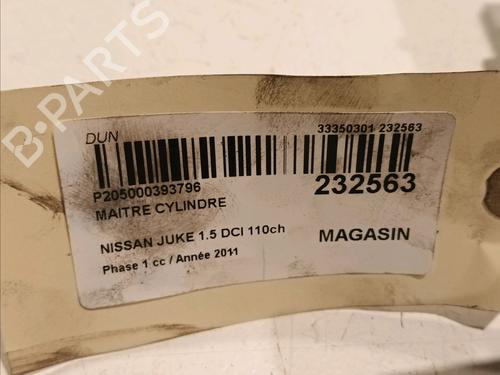 B-PARTS
DUN
33350301 232563
P205000393796
232563
MAITRE CYLINDRE
NISSAN JUKE 1.5 DCI 110ch
MAGASIN
Phase 1 cc / Année 2011